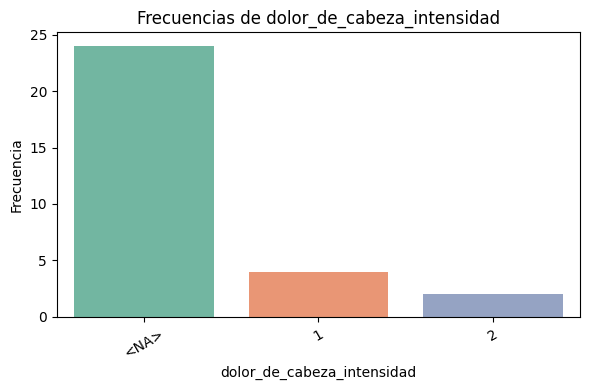 Frecuencias de dolor_de_cabeza_intensidad
25
20
15
10
5
0
Frecuencia
<NA>
1
2
dolor_de_cabeza_intensidad